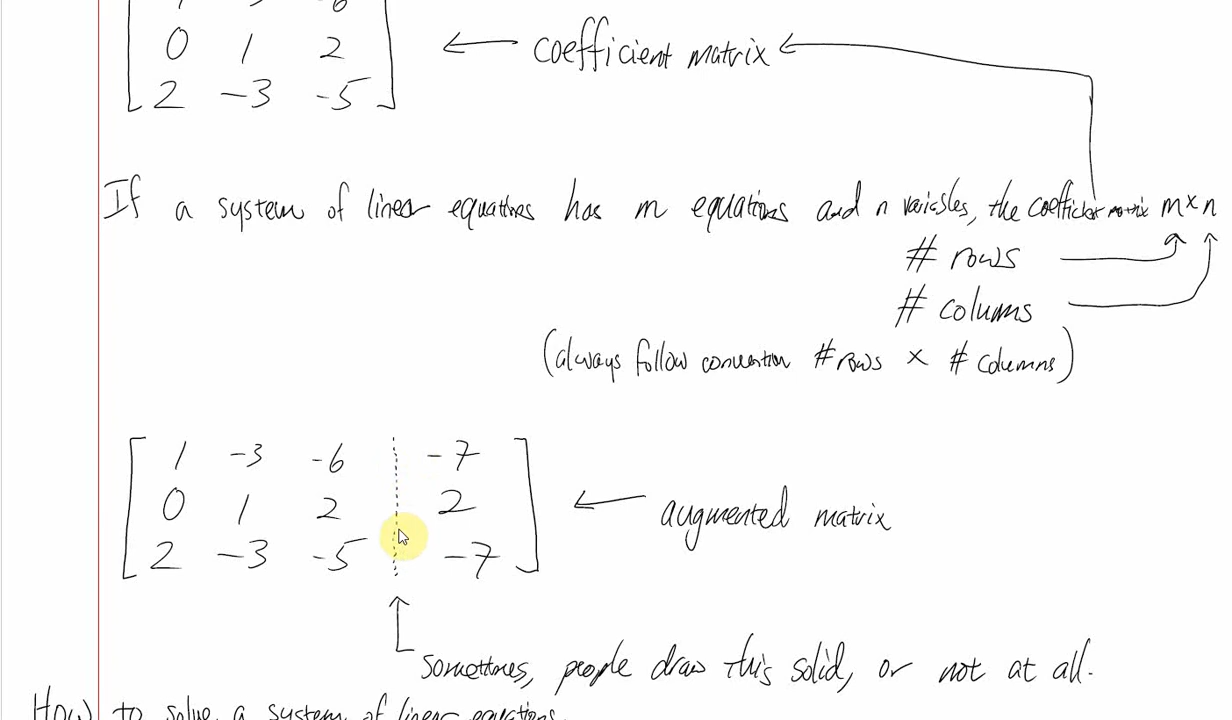 0 1 2 ← coefficient matrix ←
2 -3 -5
If a system of linear equations has m equations and n variables, the coefficient matrix m×n
# rows
# columns
(always follow convention # rows × # columns)
1 -3 -6 -7
0 1 2 2 ← augmented matrix
2 -3 -5 -7
Sometimes, people draw this solid, or not at all.
How to solve a system of linear equations.